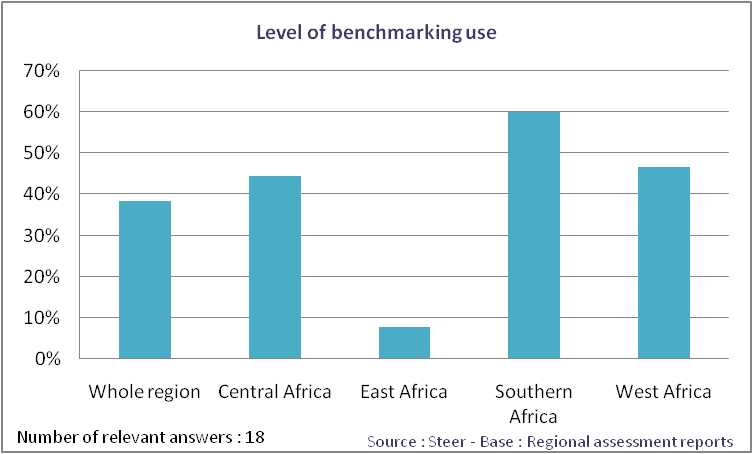 Level of benchmarking use
70%
60%
50%
40%
30%
20%
10%
0%
Whole region Central Africa East Africa Southern West Africa
Africa
Number of relevant answers : 18
Source : Steer - Base : Regional assessment reports